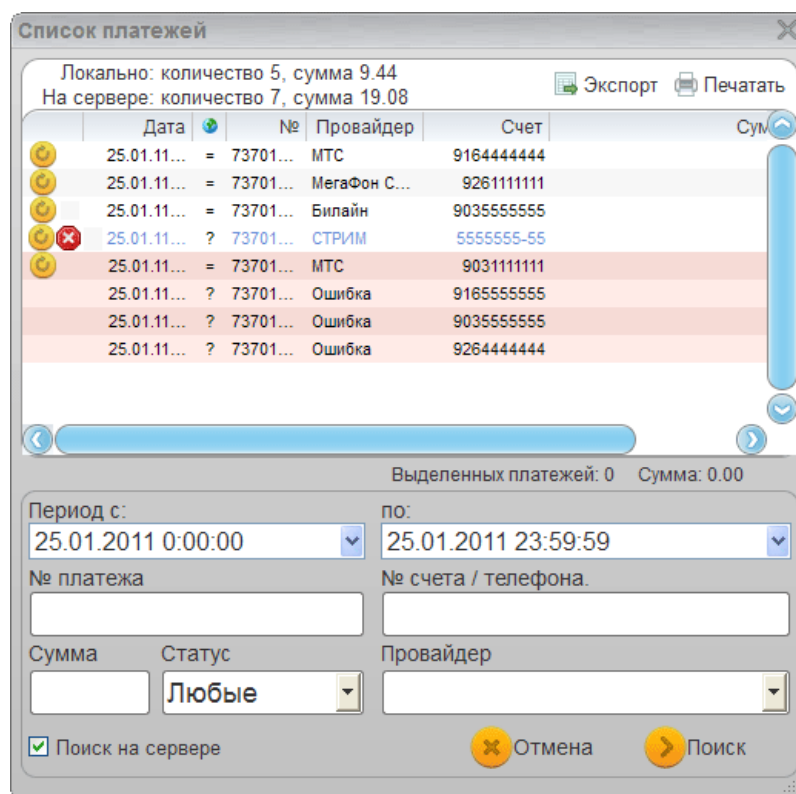 Список платежей
Локально: количество 5, сумма 9.44
На сервере: количество 7, сумма 19.08
Экспорт Печатать
Дата № Провайдер Счет Сум
25.01.11... = 73701... МТС 9164444444
25.01.11... = 73701... МегаФон С... 9261111111
25.01.11... = 73701... Билайн 9035555555
25.01.11... ? 73701... СТРИМ 5555555-55
25.01.11... = 73701... МТС 9031111111
25.01.11... ? 73701... Ошибка 9165555555
25.01.11... ? 73701... Ошибка 9035555555
25.01.11... ? 73701... Ошибка 9264444444
Выделенных платежей: 0 Сумма: 0.00
Период с: по:
25.01.2011 0:00:00 25.01.2011 23:59:59
№ платежа № счета / телефона.
Сумма Статус Провайдер
Любые
Поиск на сервере Отмена Поиск